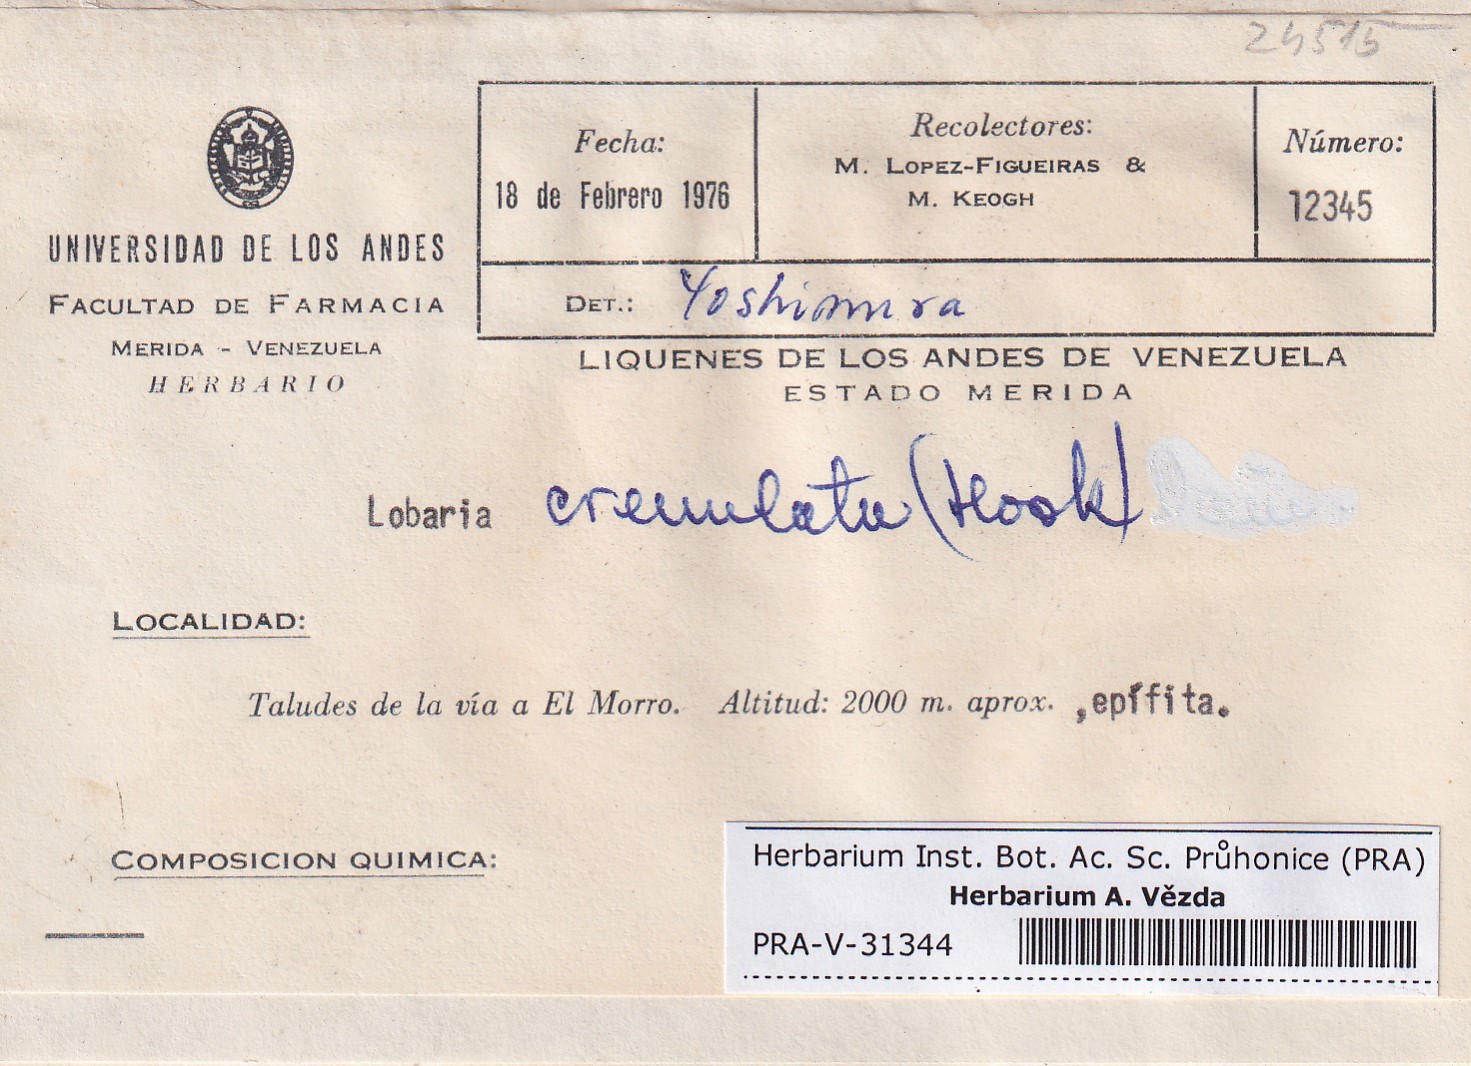 24515
Fecha:
18 de Febrero 1976
Recolectores:
M. LOPEZ-FIGUEIRAS &
M. KEOGH
Número:
12345
UNIVERSIDAD DE LOS ANDES
FACULTAD DE FARMACIA
MERIDA - VENEZUELA
HERBARIO
DET.: Yoshimura
LIQUENES DE LOS ANDES DE VENEZUELA
ESTADO MERIDA
Lobaria crenulata (Hook)
LOCALIDAD:
Taludes de la vía a El Morro. Altitud: 2000 m. aprox. ,epífita.
COMPOSICION QUIMICA:
Herbarium Inst. Bot. Ac. Sc. Průhonice (PRA)
Herbarium A. Vězda
PRA-V-31344